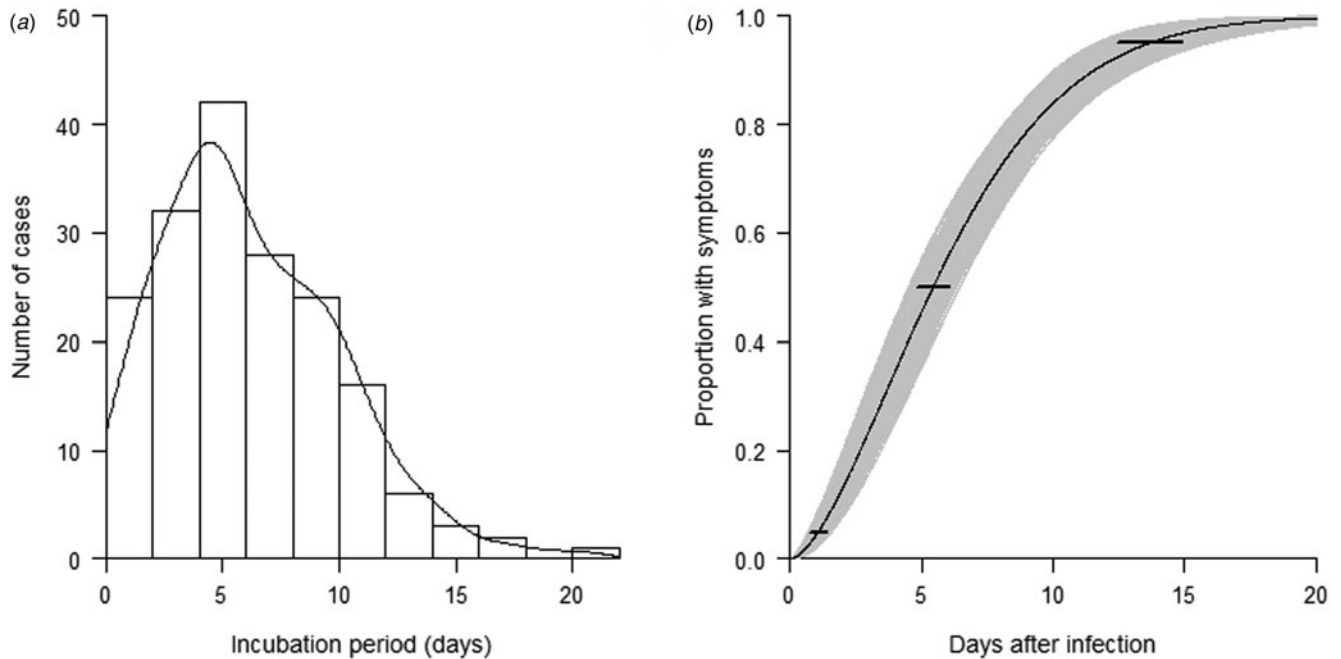 (a)
50
40
30
20
10
0
Number of cases
0 5 10 15 20
Incubation period (days)
(b)
1.0
0.8
0.6
0.4
0.2
0.0
Proportion with symptoms
0 5 10 15 20
Days after infection